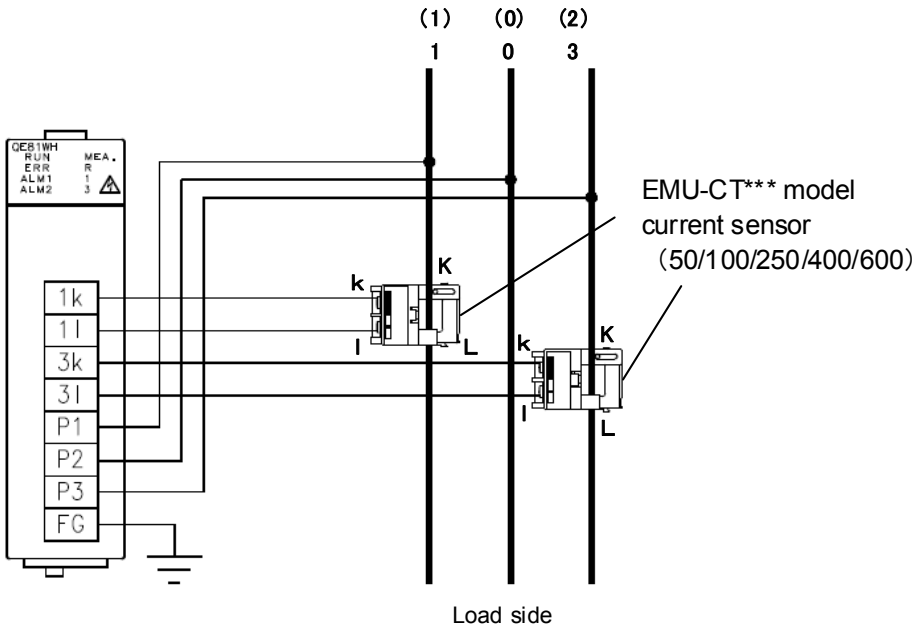 (1) (0) (2)
1 0 3
QE81WH
RUN MEA.
ERR R
ALM1 1
ALM2 3
EMU-CT*** model
current sensor
(50/100/250/400/600)
k K
l L
k K
l L
1k
1l
3k
3l
P1
P2
P3
FG
Load side